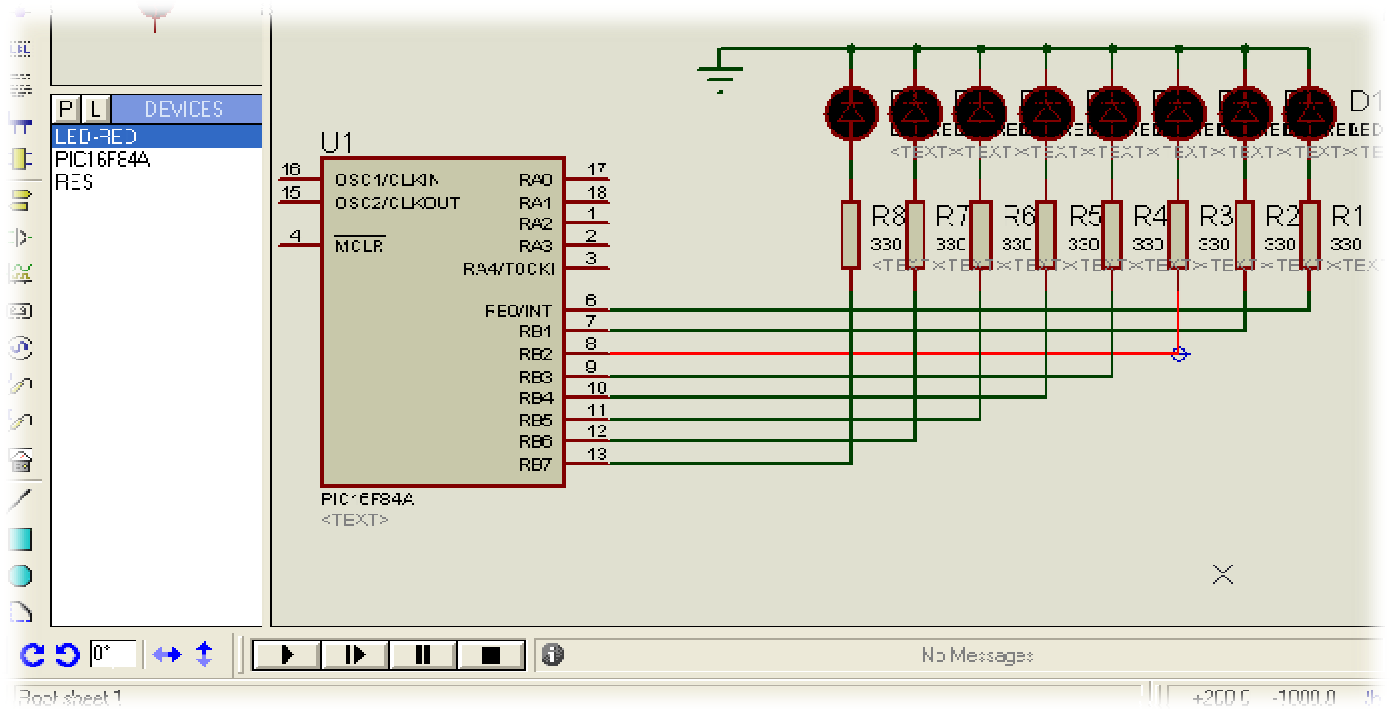 P L DEVICES
LED-RED
PIC16F84A
RES
U1
16 OSC1/CLKIN RA0 17
15 OSC2/CLKOUT RA1 18
RA2 1
4 MCLR RA3 2
RA4/T0CKI 3
RB0/INT 6
RB1 7
RB2 8
RB3 9
RB4 10
RB5 11
RB6 12
RB7 13
PIC16F84A
<TEXT>
D1
R8 R7 R6 R5 R4 R3 R2 R1
330 330 330 330 330 330 330 330
0°
No Messages
Root sheet 1
-1000.0